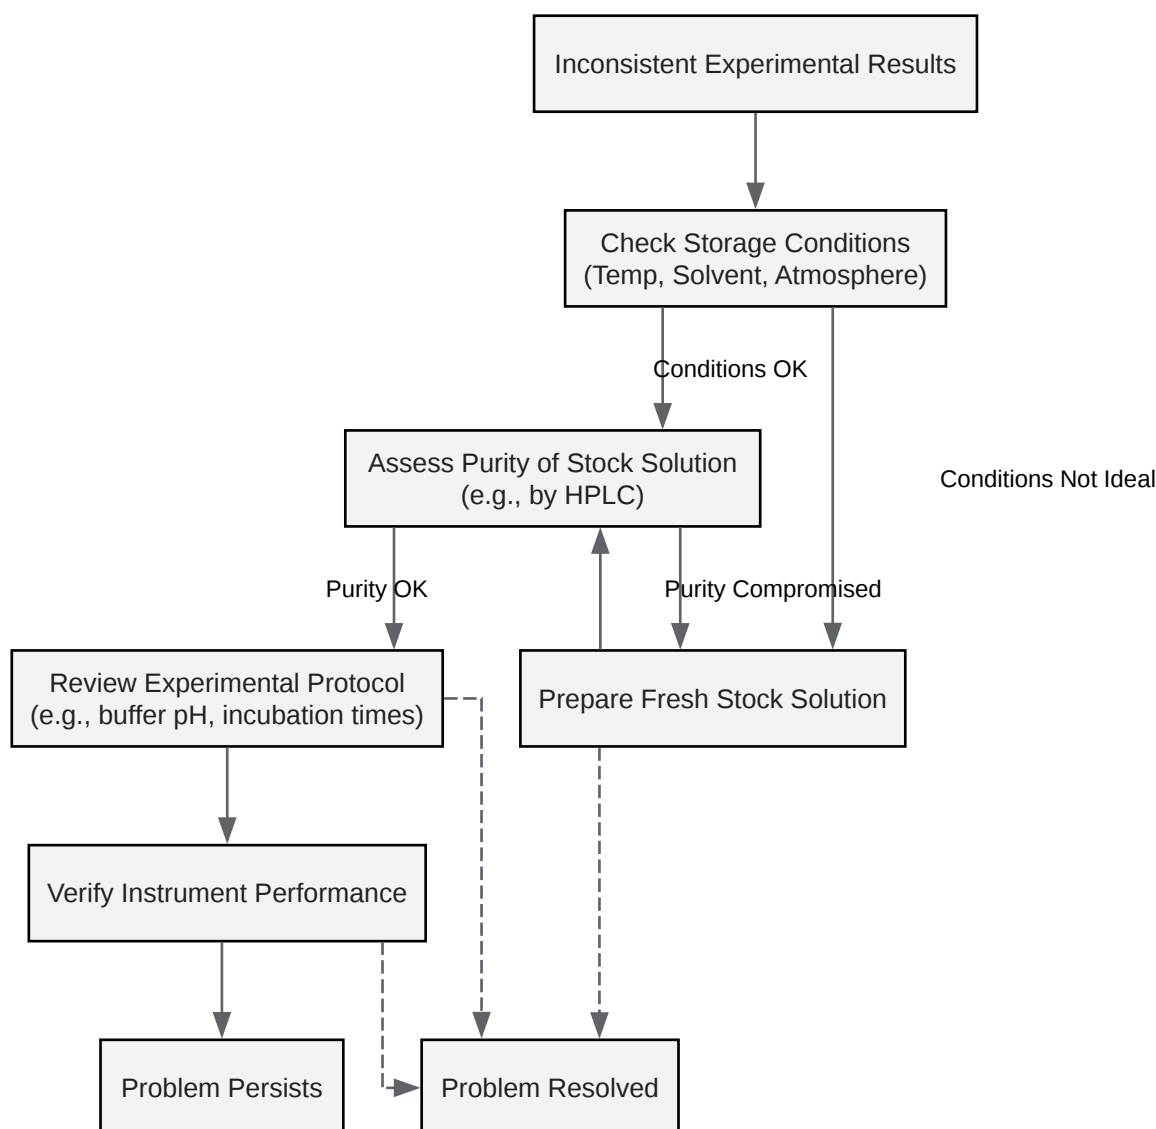 Inconsistent Experimental Results
Check Storage Conditions
(Temp, Solvent, Atmosphere)
Conditions OK
Assess Purity of Stock Solution
(e.g., by HPLC)
Conditions Not Ideal
Purity OK
Purity Compromised
Review Experimental Protocol
(e.g., buffer pH, incubation times)
Prepare Fresh Stock Solution
Verify Instrument Performance
Problem Persists
Problem Resolved